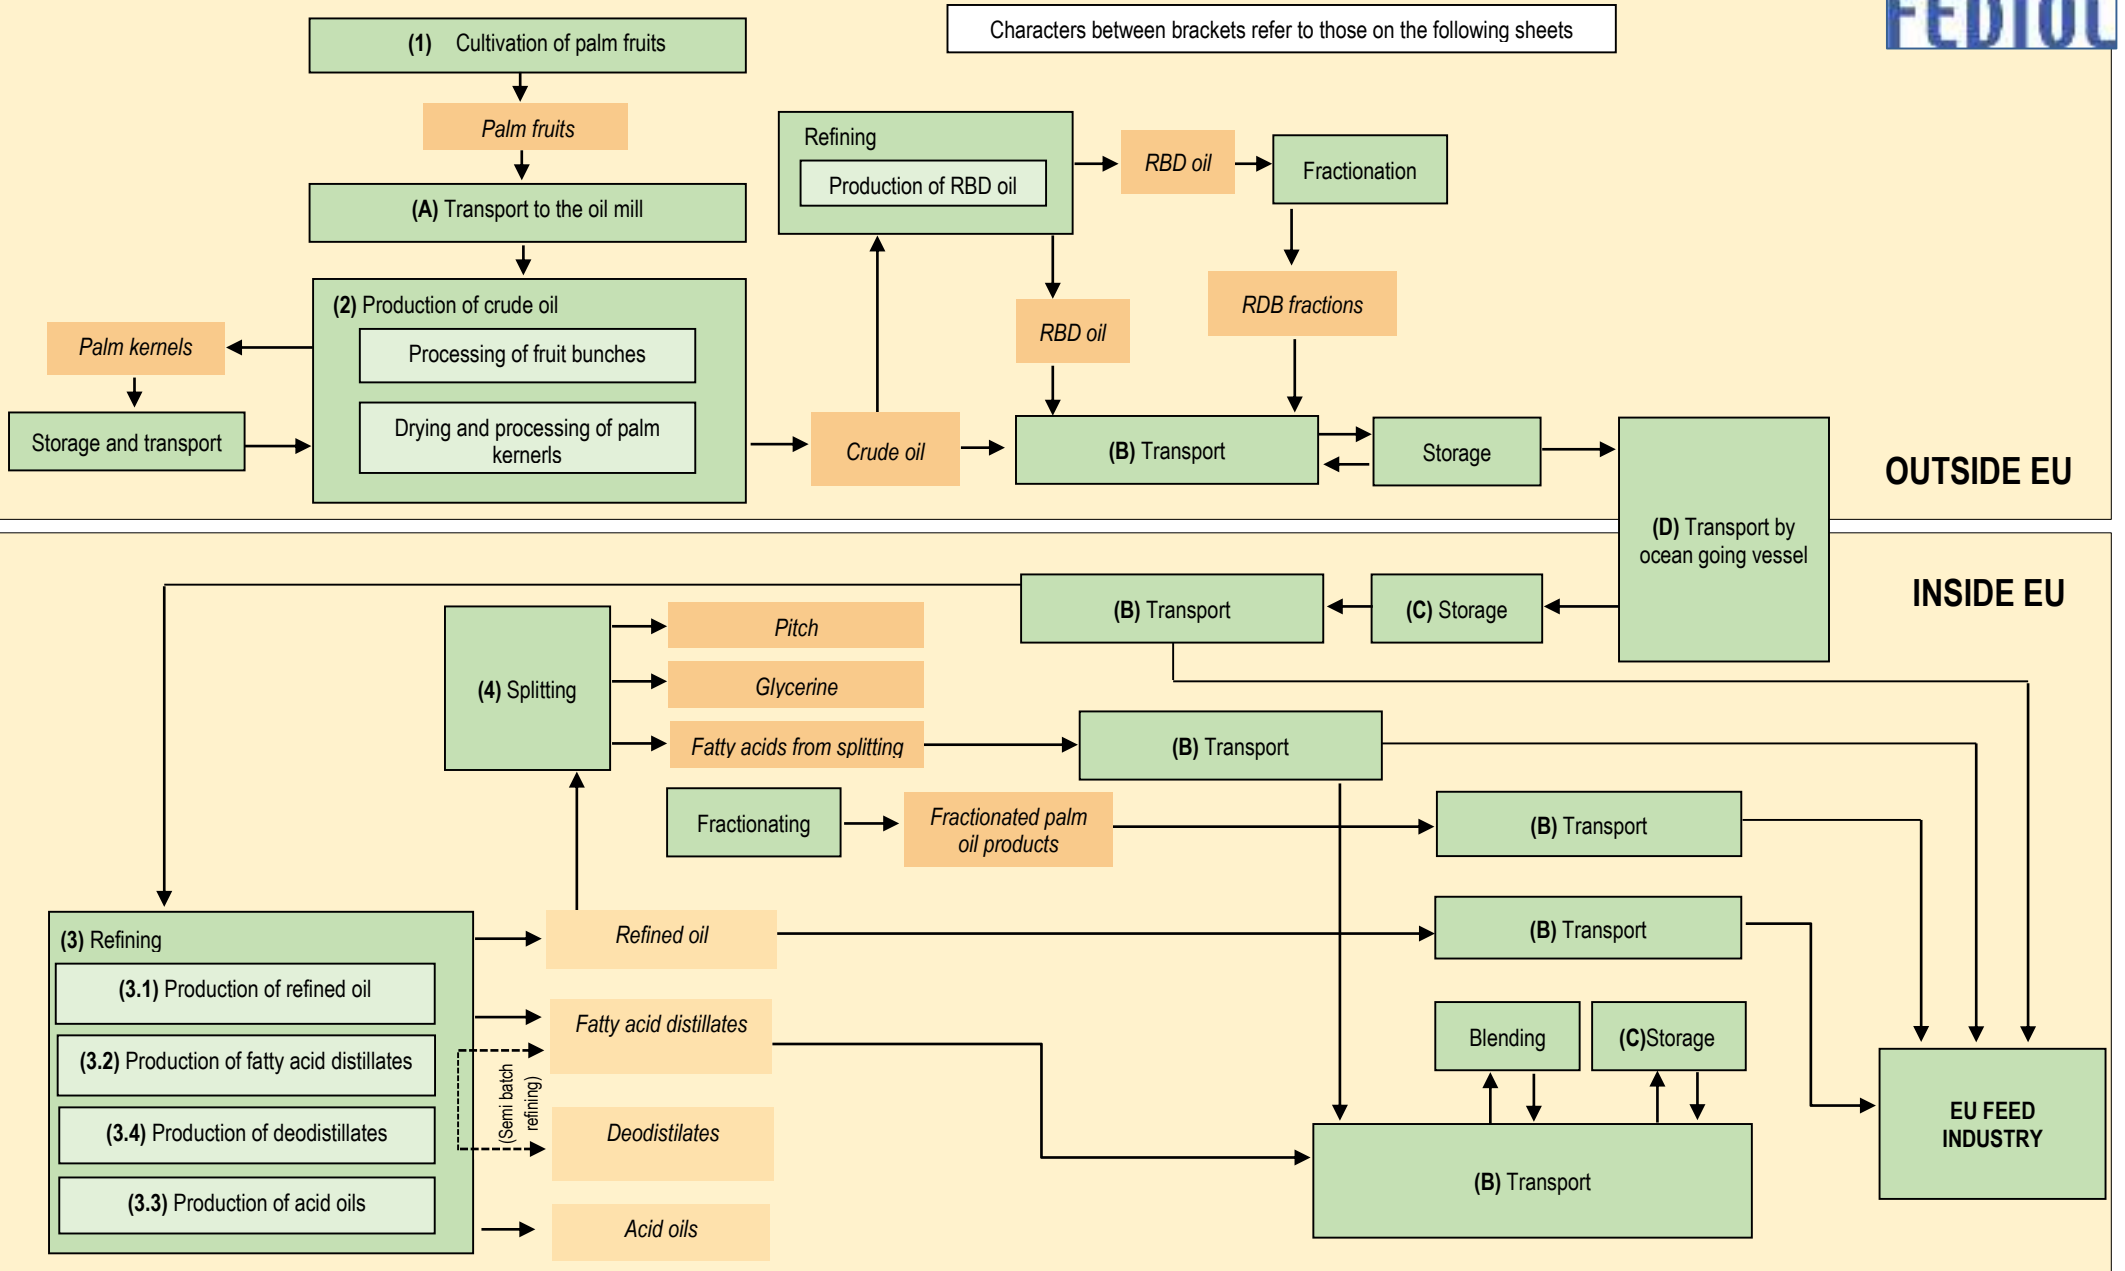 Characters between brackets refer to those on the following sheets
FEDIOL
(1) Cultivation of palm fruits
Palm fruits
(A) Transport to the oil mill
(2) Production of crude oil
Processing of fruit bunches
Drying and processing of palm
kernerls
Palm kernels
Storage and transport
Crude oil
Refining
Production of RBD oil
RBD oil
Fractionation
RBD oil
RDB fractions
(B) Transport
Storage
(D) Transport by
ocean going vessel
OUTSIDE EU
INSIDE EU
(C) Storage
(B) Transport
(4) Splitting
Pitch
Glycerine
Fatty acids from splitting
(B) Transport
Fractionating
Fractionated palm
oil products
(B) Transport
(3) Refining
(3.1) Production of refined oil
(3.2) Production of fatty acid distillates
(3.4) Production of deodistillates
(3.3) Production of acid oils
Refined oil
(B) Transport
Fatty acid distillates
(Semi batch
refining)
Deodistilates
Acid oils
Blending
(C)Storage
(B) Transport
EU FEED
INDUSTRY